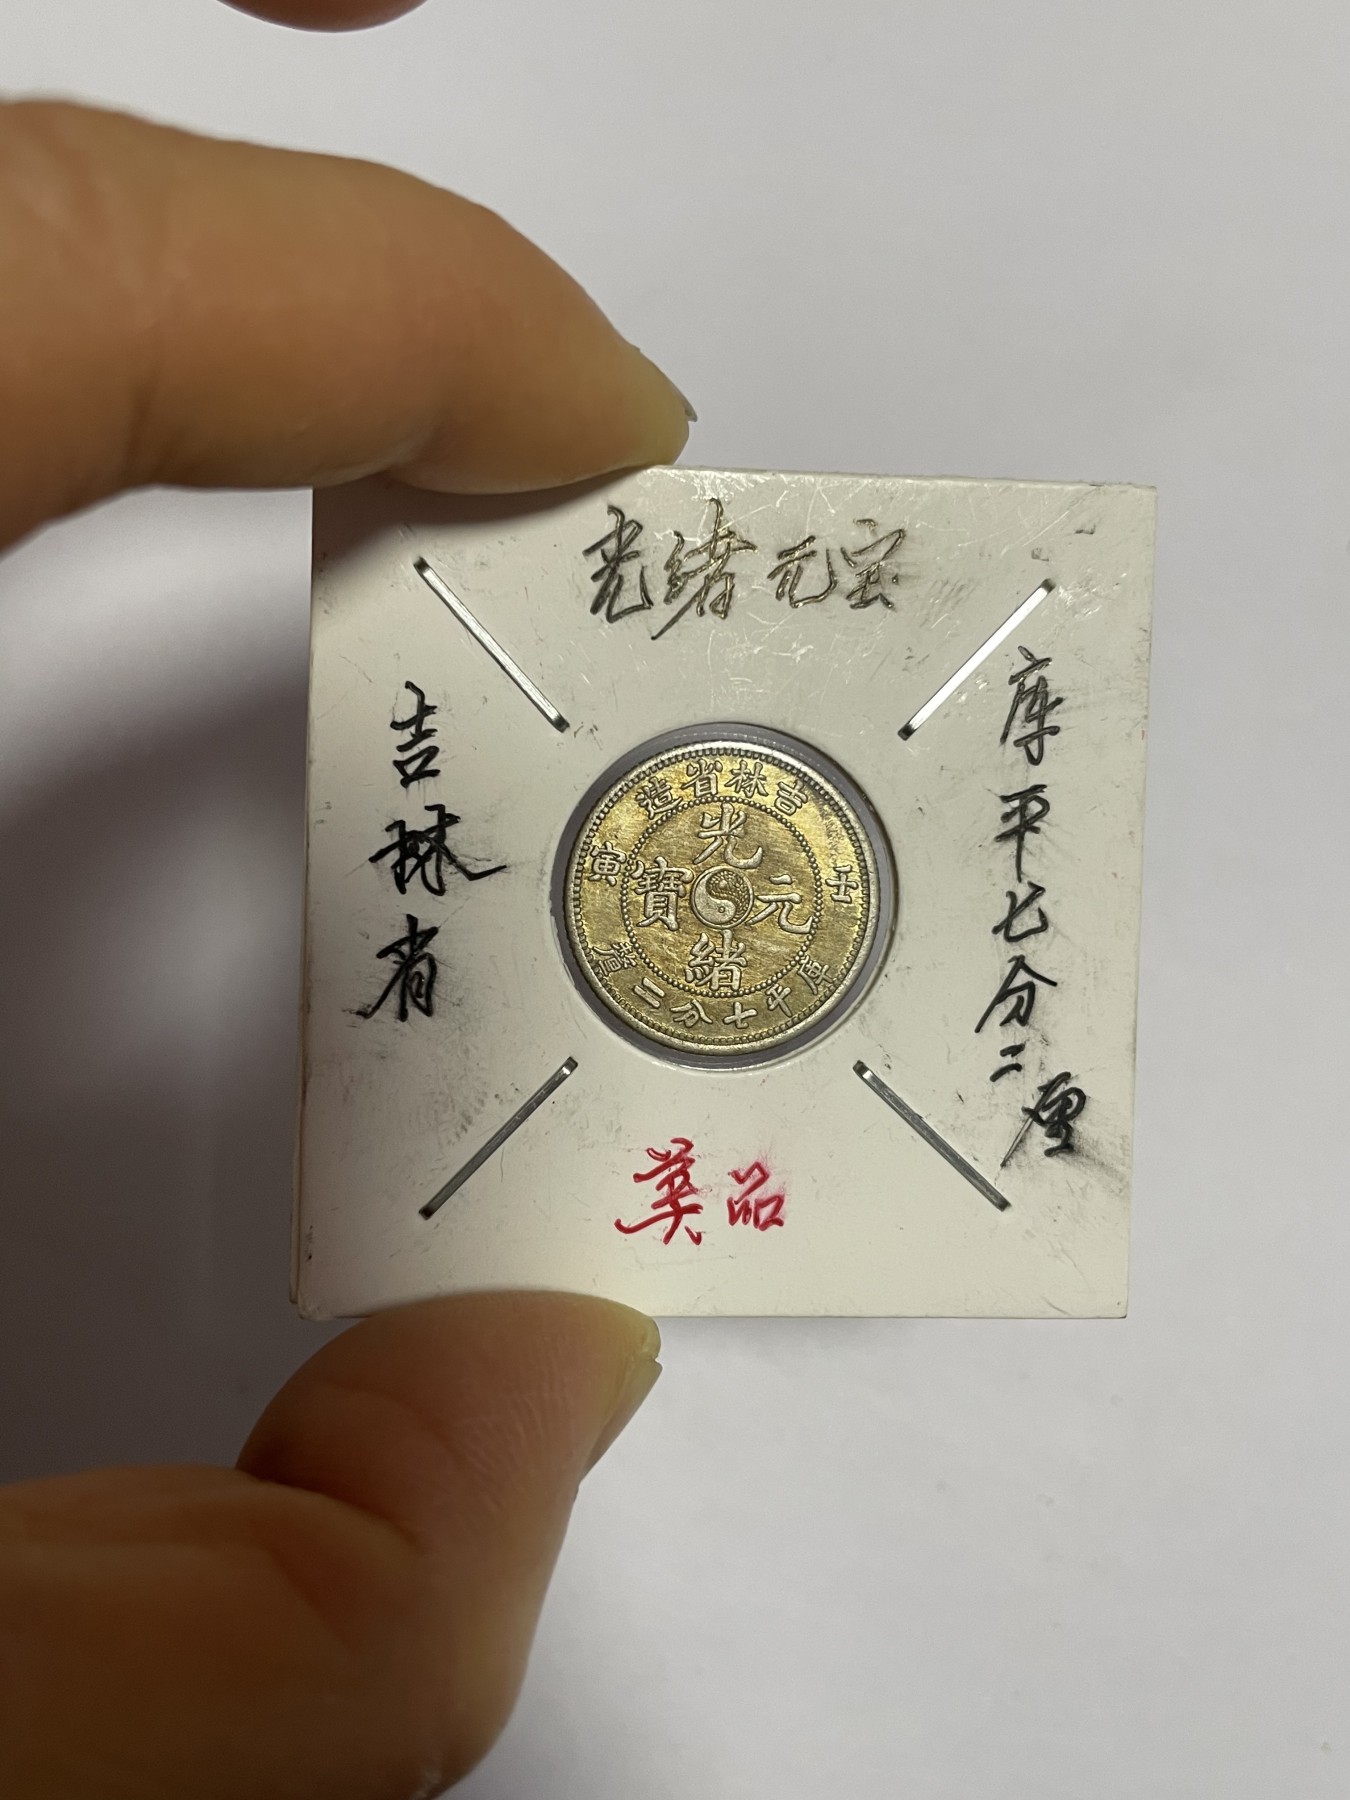 光绪元宝
吉林省
库平七分二厘
美品
吉林省造
壬
寅
光緒元寶
庫平七分二釐